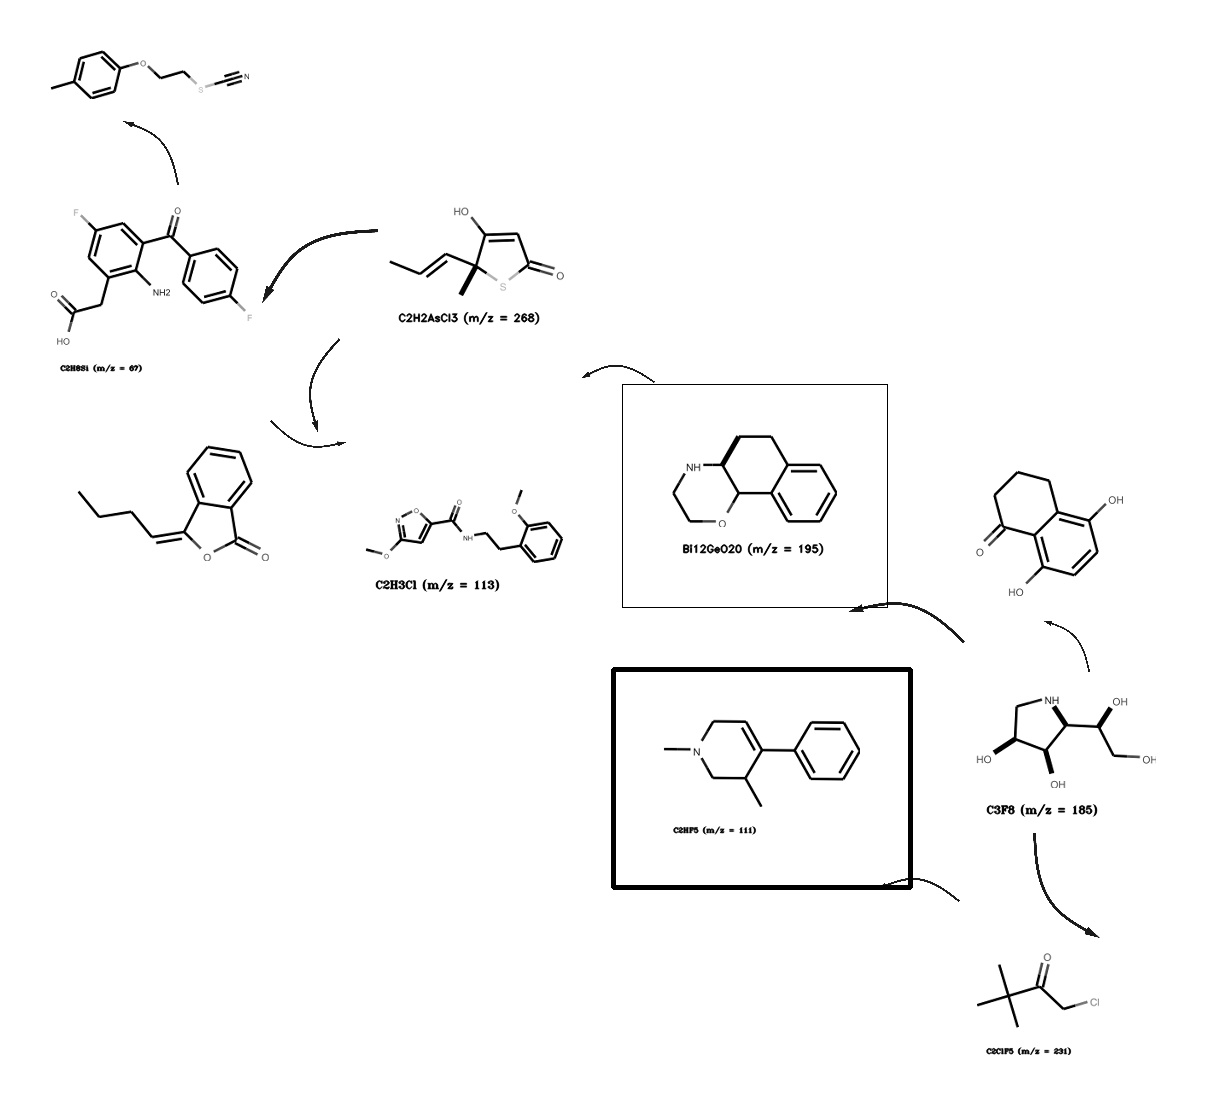 O
S
N
F
O
NH2
O
HO
F
C2H8Si (m/z = 67)
HO
S
O
C2H2AsCl3 (m/z = 268)
O
O
N
O
O
NH
O
O
C2H3Cl (m/z = 113)
NH
O
Bi12GeO20 (m/z = 195)
OH
O
HO
N
C2HF5 (m/z = 111)
NH
OH
HO
OH
OH
C3F8 (m/z = 185)
O
Cl
C2ClF5 (m/z = 231)